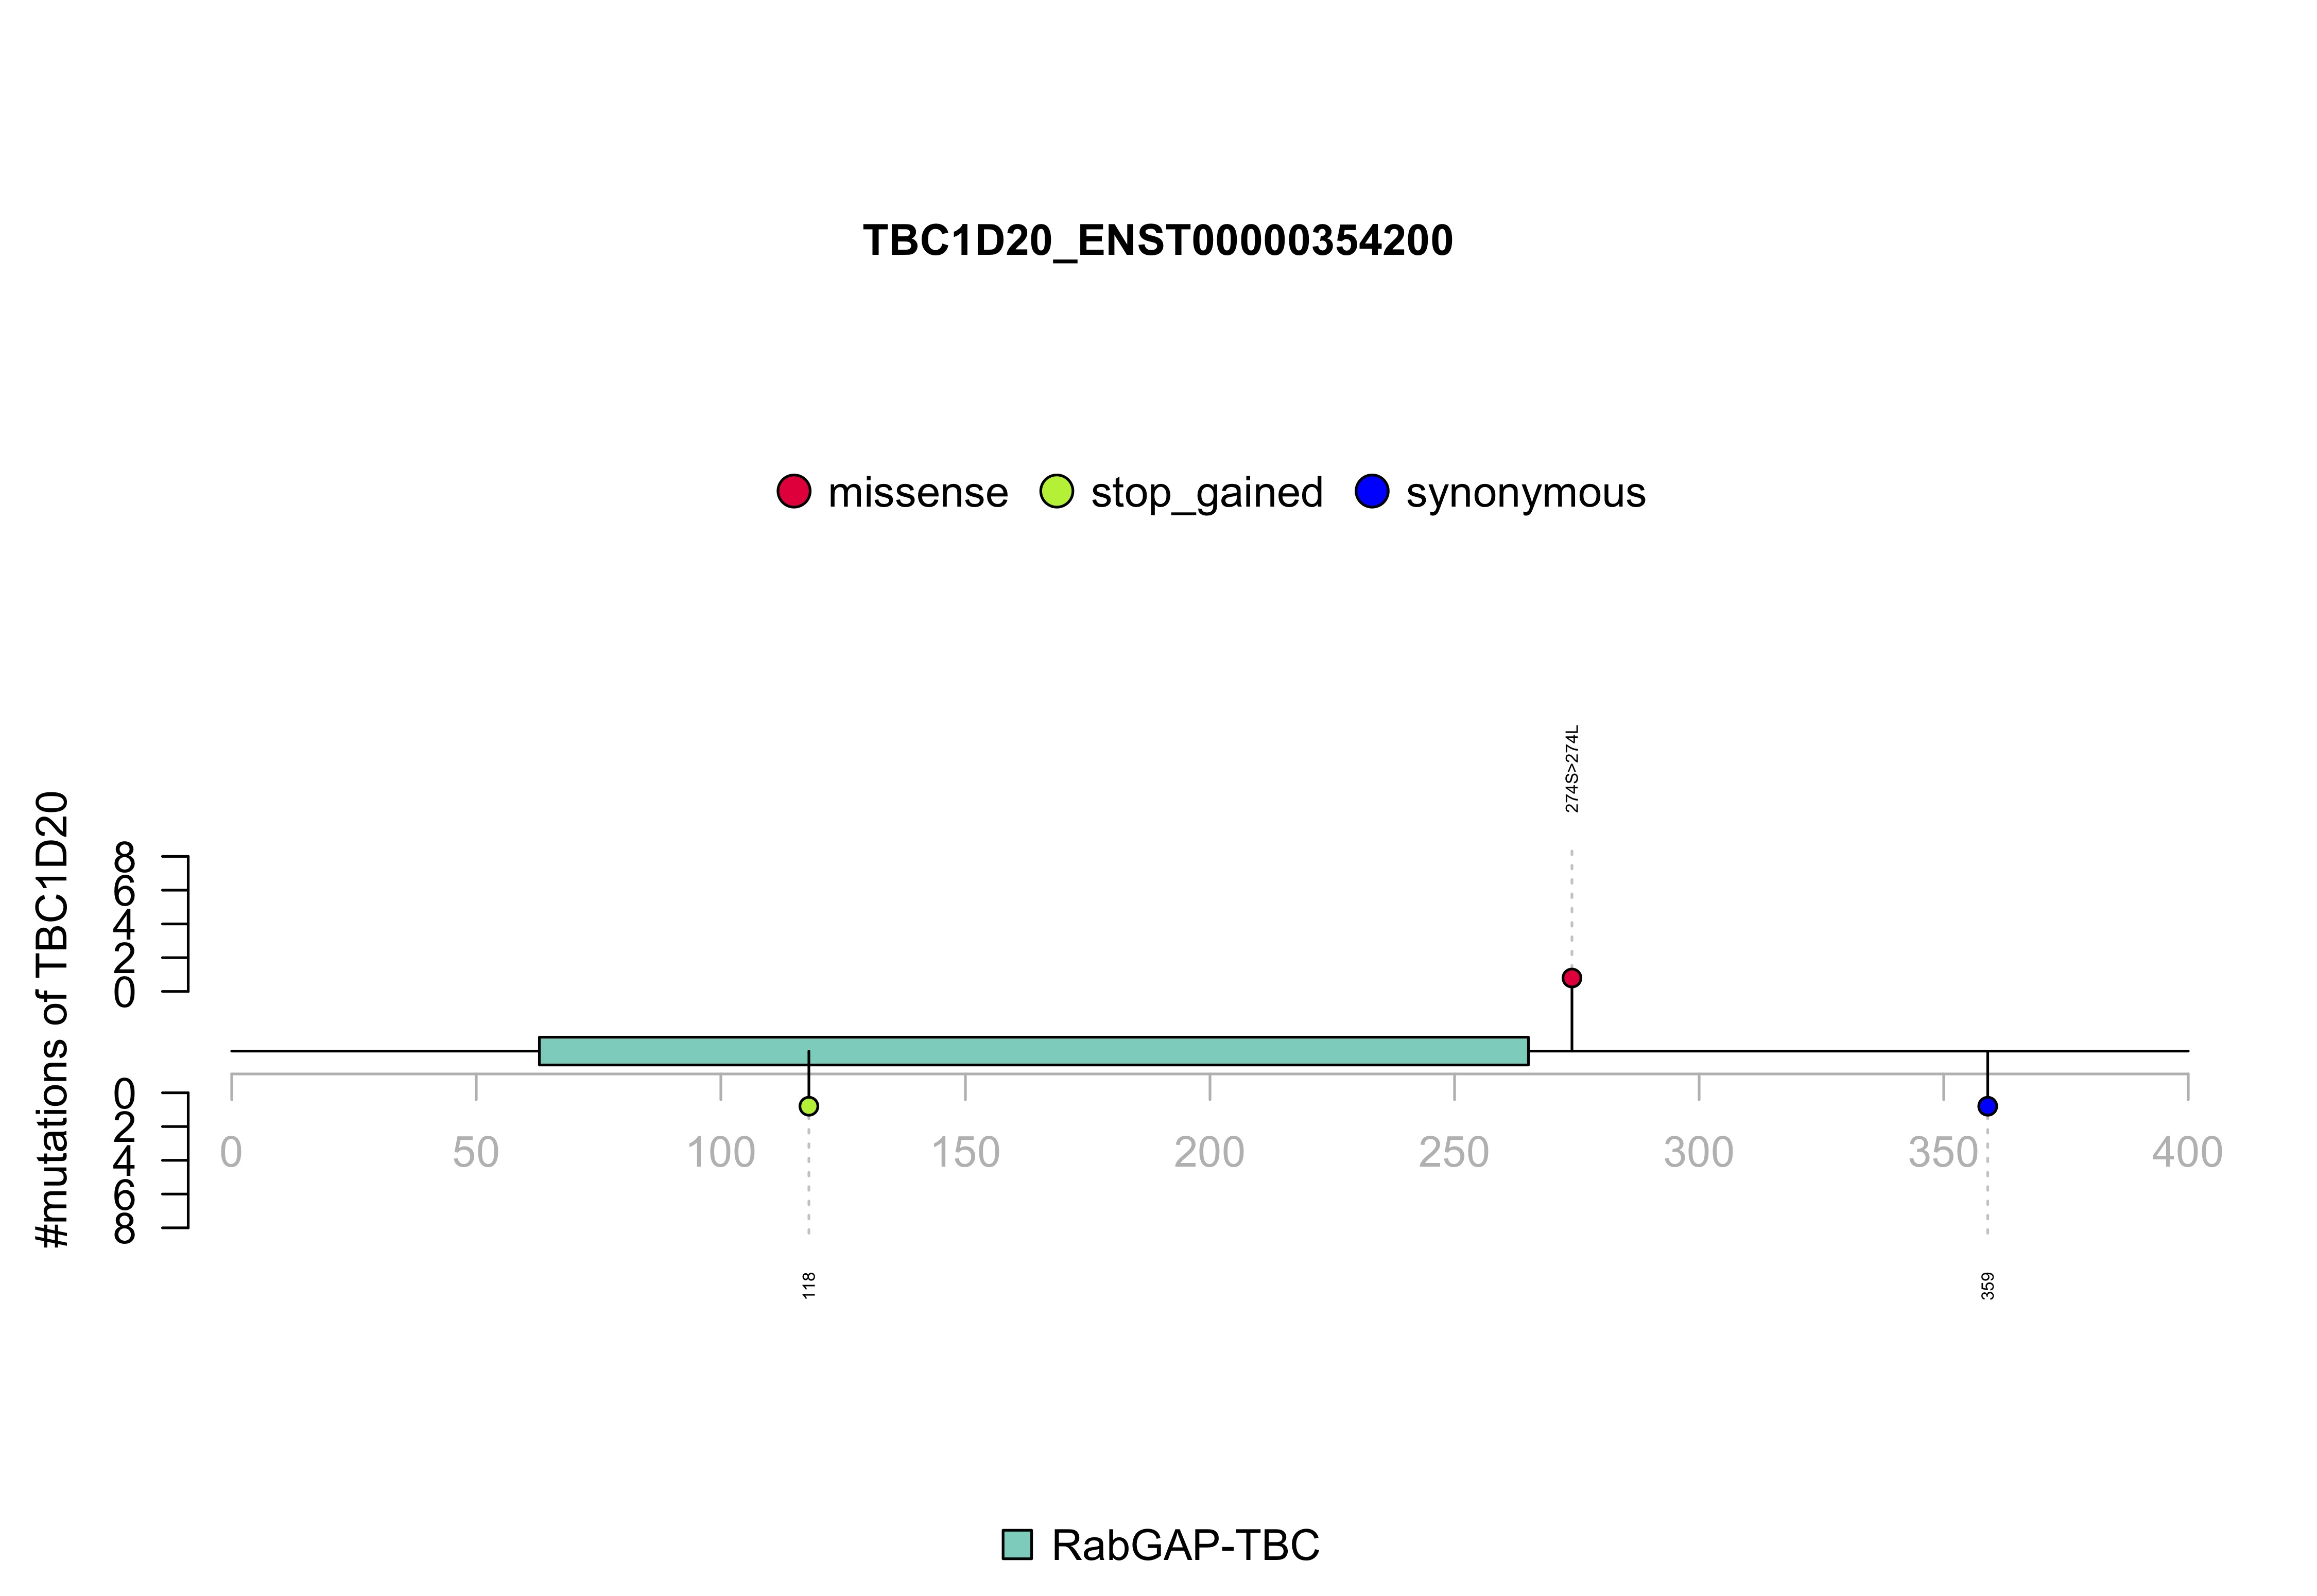 TBC1D20_ENST00000354200
missense stop_gained synonymous
274S>274L
#mutations of TBC1D20
8
6
4
2
0
0
2
4
6
8
0 50 100 150 200 250 300 350 400
118 359
RabGAP-TBC